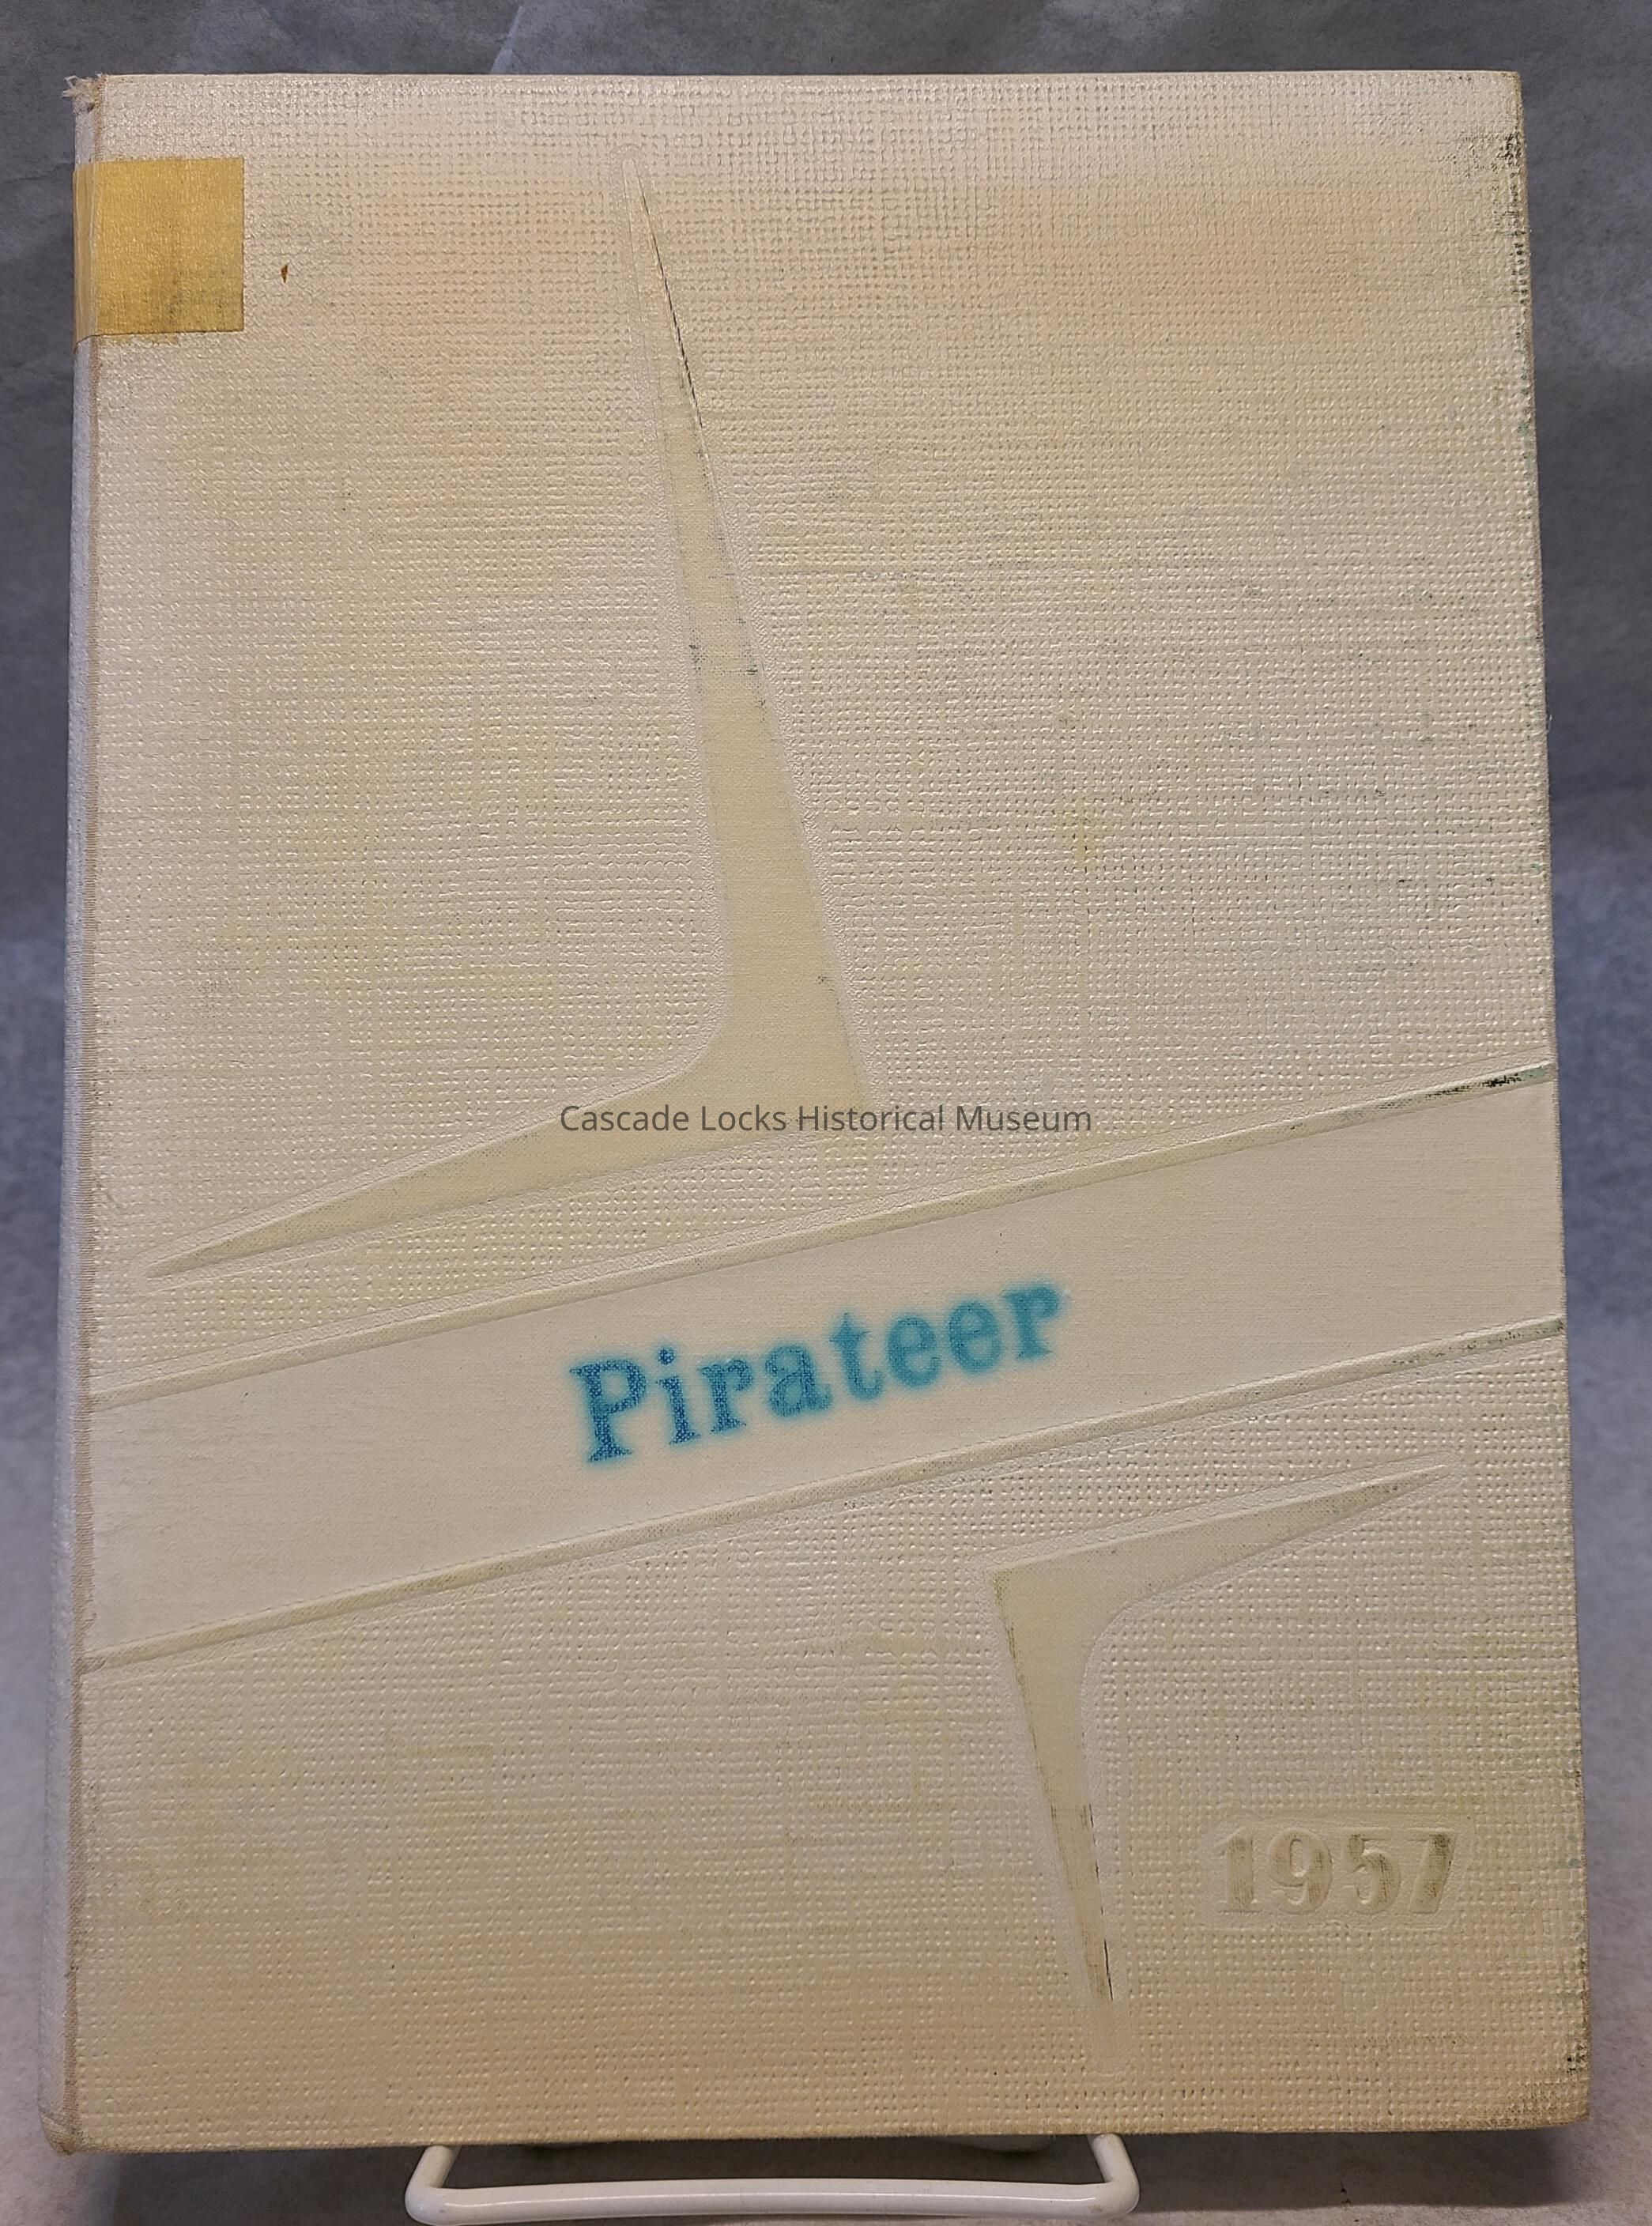 Cascade Locks Historical Museum
Pirateer
1957